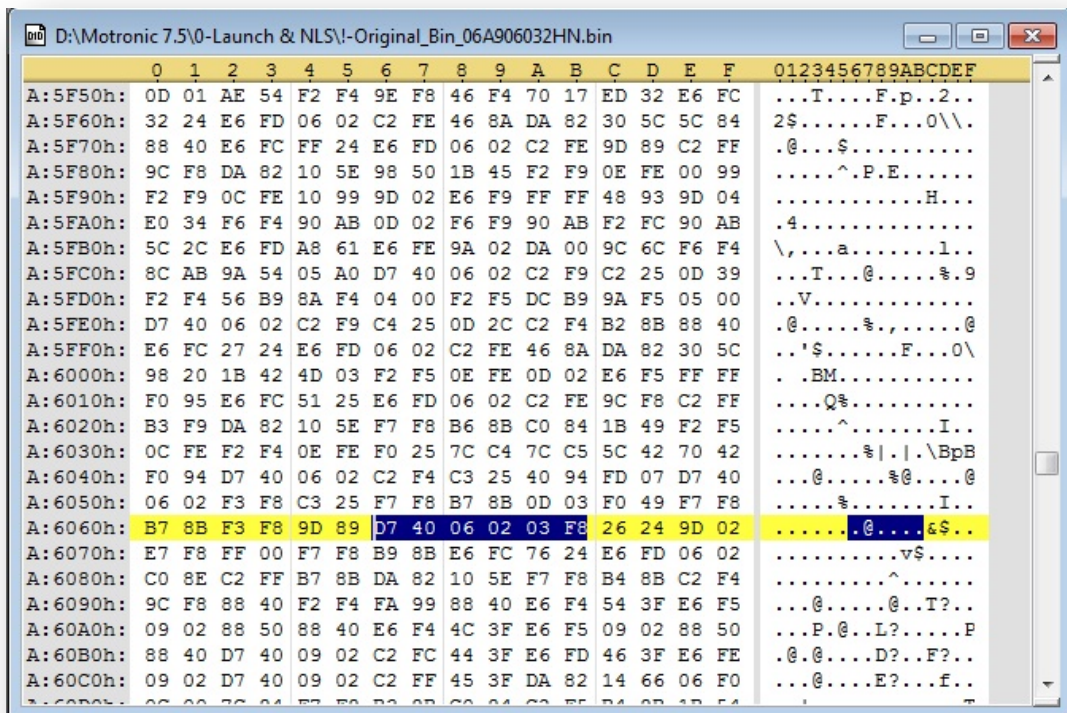 D:\Motronic 7.5\0-Launch & NLS\!-Original_Bin_06A906032HN.bin
0 1 2 3 4 5 6 7 8 9 A B C D E F 0123456789ABCDEF
A:5F50h: 0D 01 AE 54 F2 F4 9E F8 46 F4 70 17 ED 32 E6 FC ...T....F.p..2..
A:5F60h: 32 24 E6 FD 06 02 C2 FE 46 8A DA 82 30 5C 5C 84 2$......F...0\\.
A:5F70h: 88 40 E6 FC FF 24 E6 FD 06 02 C2 FE 9D 89 C2 FF .@...$..........
A:5F80h: 9C F8 DA 82 10 5E 98 50 1B 45 F2 F9 0E FE 00 99 .....^.P.E......
A:5F90h: F2 F9 0C FE 10 99 9D 02 E6 F9 FF FF 48 93 9D 04 ............H...
A:5FA0h: E0 34 F6 F4 90 AB 0D 02 F6 F9 90 AB F2 FC 90 AB .4..............
A:5FB0h: 5C 2C E6 FD A8 61 E6 FE 9A 02 DA 00 9C 6C F6 F4 \,...a.......l..
A:5FC0h: 8C AB 9A 54 05 A0 D7 40 06 02 C2 F9 C2 25 0D 39 ...T...@.....%.9
A:5FD0h: F2 F4 56 B9 8A F4 04 00 F2 F5 DC B9 9A F5 05 00 ..V.............
A:5FE0h: D7 40 06 02 C2 F9 C4 25 0D 2C C2 F4 B2 8B 88 40 .@.....%.,.....@
A:5FF0h: E6 FC 27 24 E6 FD 06 02 C2 FE 46 8A DA 82 30 5C ..'$......F...0\
A:6000h: 98 20 1B 42 4D 03 F2 F5 0E FE 0D 02 E6 F5 FF FF . .BM...........
A:6010h: F0 95 E6 FC 51 25 E6 FD 06 02 C2 FE 9C F8 C2 FF ....Q%..........
A:6020h: B3 F9 DA 82 10 5E F7 F8 B6 8B C0 84 1B 49 F2 F5 .....^.......I..
A:6030h: 0C FE F2 F4 0E FE F0 25 7C C4 7C C5 5C 42 70 42 .......%|.|.\BpB
A:6040h: F0 94 D7 40 06 02 C2 F4 C3 25 40 94 FD 07 D7 40 ...@.....%@....@
A:6050h: 06 02 F3 F8 C3 25 F7 F8 B7 8B 0D 03 F0 49 F7 F8 .....%.......I..
A:6060h: B7 8B F3 F8 9D 89 D7 40 06 02 03 F8 26 24 9D 02 .......@....&$..
A:6070h: E7 F8 FF 00 F7 F8 B9 8B E6 FC 76 24 E6 FD 06 02 ..........v$....
A:6080h: C0 8E C2 FF B7 8B DA 82 10 5E F7 F8 B4 8B C2 F4 .........^......
A:6090h: 9C F8 88 40 F2 F4 FA 99 88 40 E6 F4 54 3F E6 F5 ...@.....@..T?..
A:60A0h: 09 02 88 50 88 40 E6 F4 4C 3F E6 F5 09 02 88 50 ...P.@..L?.....P
A:60B0h: 88 40 D7 40 09 02 C2 FC 44 3F E6 FD 46 3F E6 FE .@.@....D?..F?..
A:60C0h: 09 02 D7 40 09 02 C2 FF 45 3F DA 82 14 66 06 F0 ...@....E?...f..